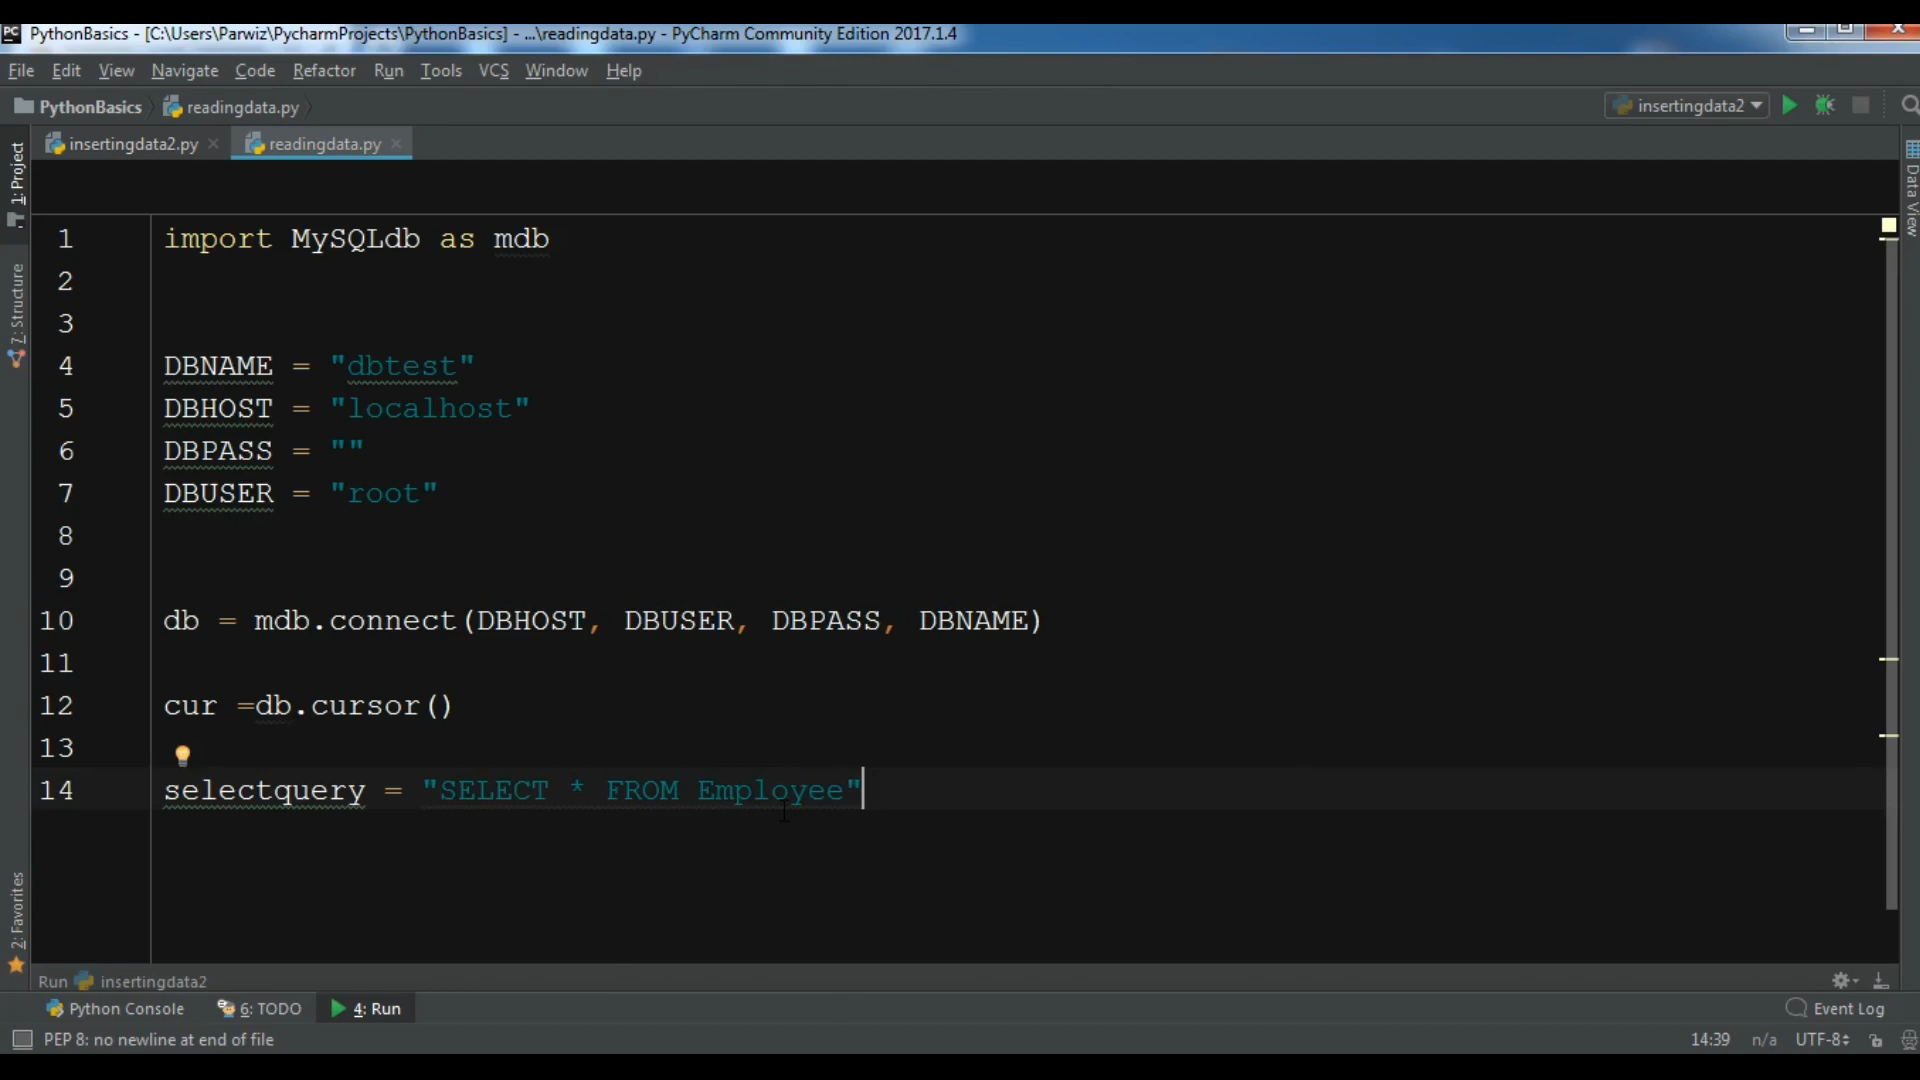 PythonBasics - [C:\Users\Parwiz\PycharmProjects\PythonBasics] - ...\readingdata.py - PyCharm Community Edition 2017.1.4
File Edit View Navigate Code Refactor Run Tools VCS Window Help
PythonBasics readingdata.py insertingdata2
insertingdata2.py readingdata.py
1: Project
7: Structure
2: Favorites
Data View
1 import MySQLdb as mdb
2
3
4 DBNAME = "dbtest"
5 DBHOST = "localhost"
6 DBPASS = ""
7 DBUSER = "root"
8
9
10 db = mdb.connect(DBHOST, DBUSER, DBPASS, DBNAME)
11
12 cur =db.cursor()
13
14 selectquery = "SELECT * FROM Employee"
Run insertingdata2
Python Console 6: TODO 4: Run Event Log
PEP 8: no newline at end of file 14:39 n/a UTF-8